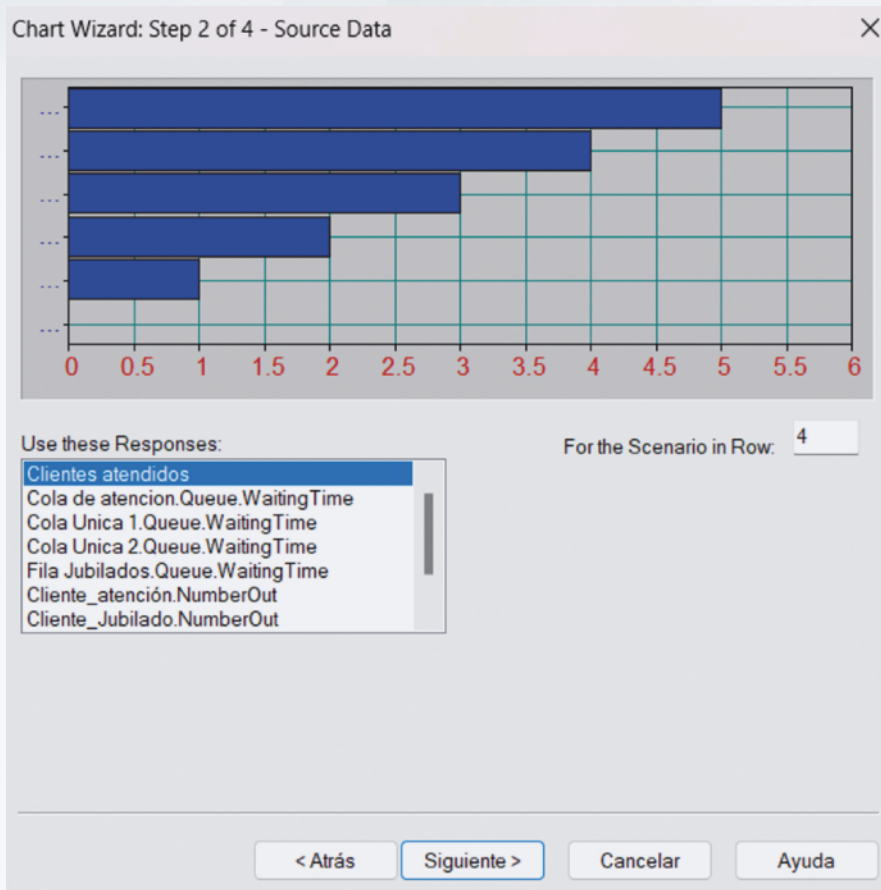 Chart Wizard: Step 2 of 4 - Source Data
...
...
...
...
...
...
0 0.5 1 1.5 2 2.5 3 3.5 4 4.5 5 5.5 6
Use these Responses:
For the Scenario in Row: 4
Clientes atendidos
Cola de atencion.Queue.WaitingTime
Cola Unica 1.Queue.WaitingTime
Cola Unica 2.Queue.WaitingTime
Fila Jubilados.Queue.WaitingTime
Cliente_atención.NumberOut
Cliente_Jubilado.NumberOut
< Atrás Siguiente > Cancelar Ayuda